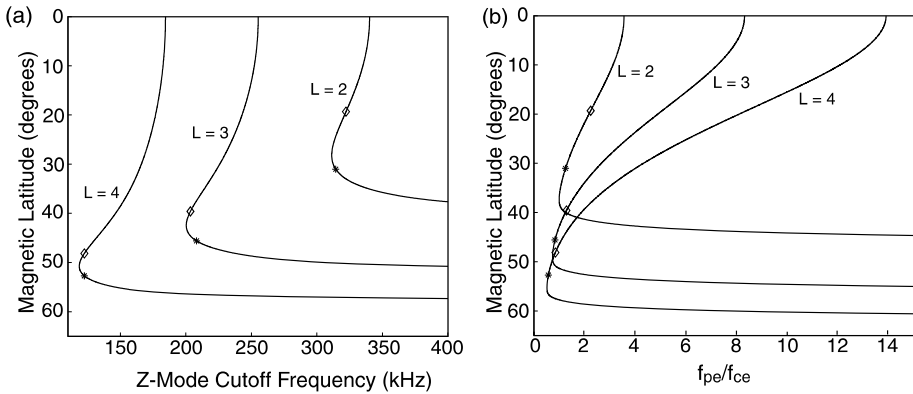 (a)
0
10
20
30
40
50
60
Magnetic Latitude (degrees)
L = 2
L = 3
L = 4
150
200
250
300
350
400
Z-Mode Cutoff Frequency (kHz)
(b)
0
10
20
30
40
50
60
Magnetic Latitude (degrees)
L = 2
L = 3
L = 4
0
2
4
6
8
10
12
14
fpe/fce